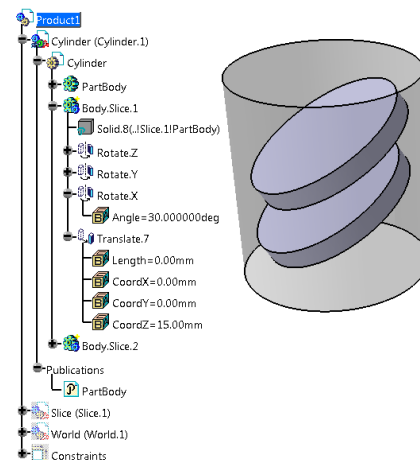 Product1
Cylinder (Cylinder.1)
Cylinder
PartBody
Body.Slice.1
Solid.8(..!Slice.1!PartBody)
Rotate.Z
Rotate.Y
Rotate.X
Angle=30.000000deg
Translate.7
Length=0.00mm
CoordX=0.00mm
CoordY=0.00mm
CoordZ=15.00mm
Body.Slice.2
Publications
PartBody
Slice (Slice.1)
World (World.1)
Constraints